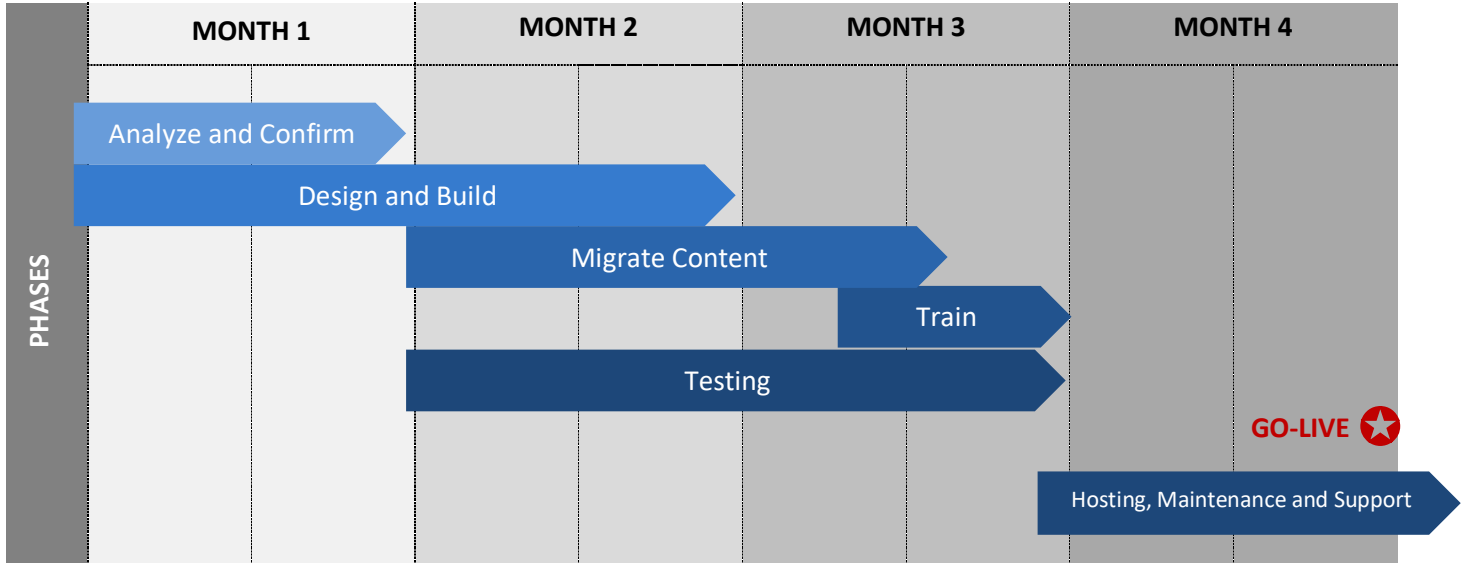 MONTH 1
MONTH 2
MONTH 3
MONTH 4
PHASES
Analyze and Confirm
Design and Build
Migrate Content
Train
Testing
GO-LIVE
Hosting, Maintenance and Support